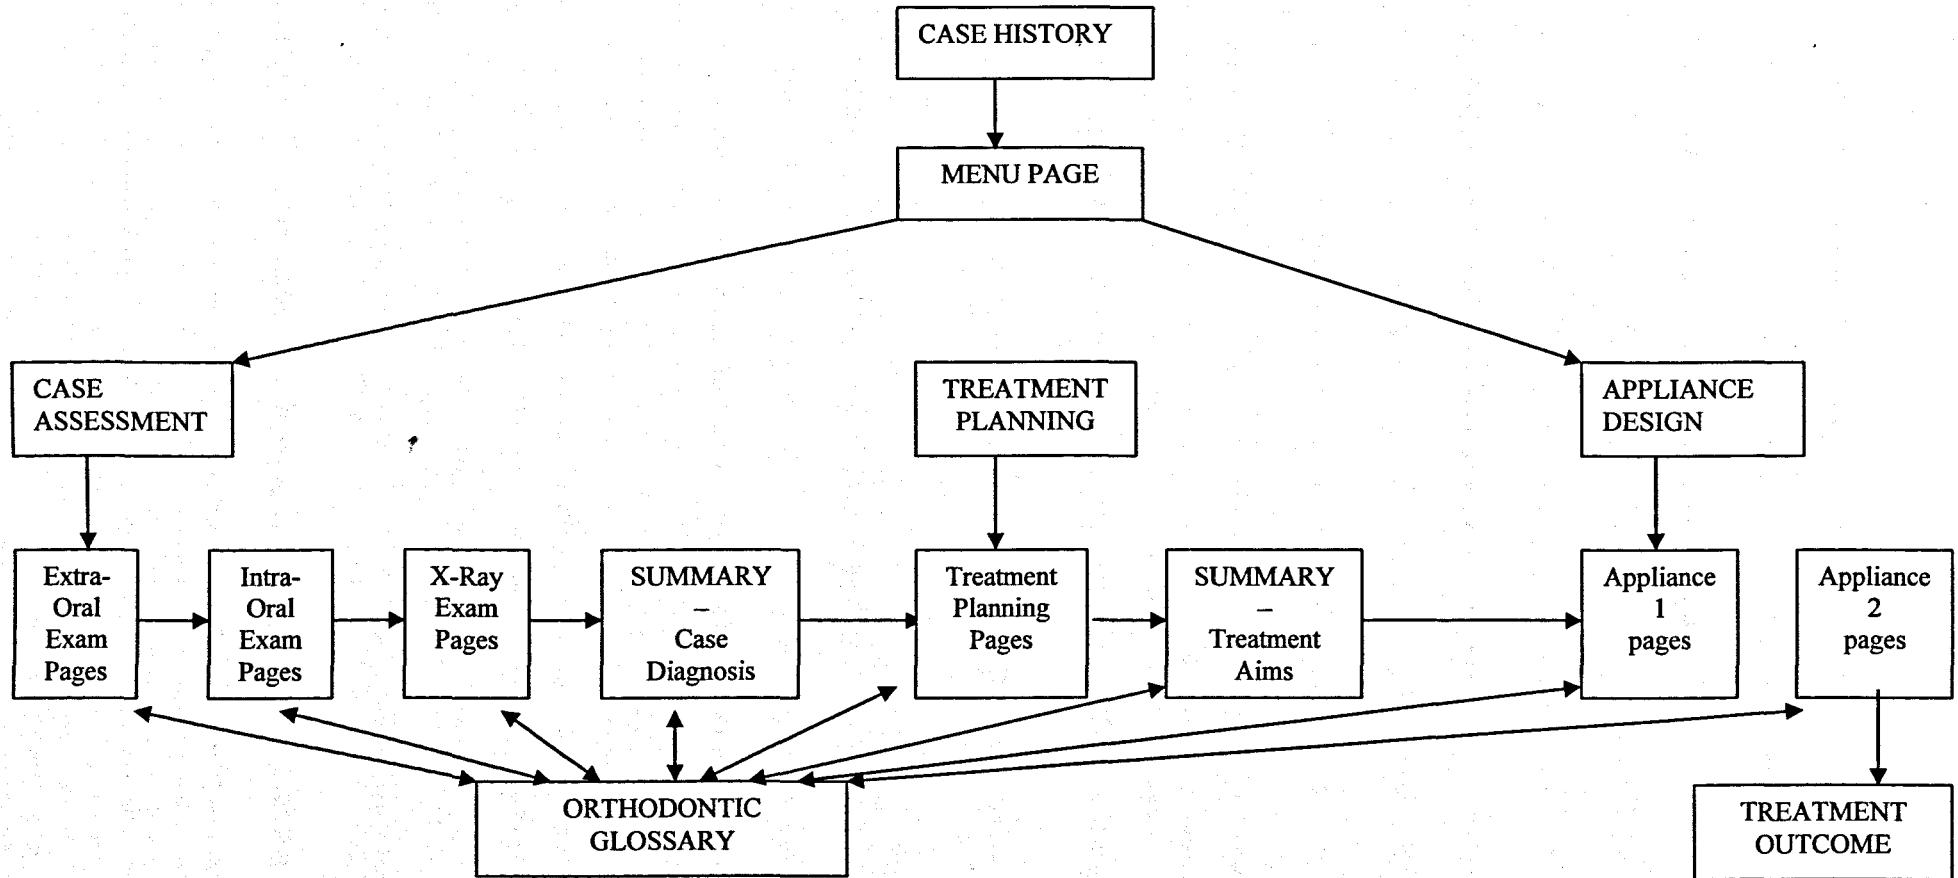 CASE HISTORY
MENU PAGE
CASE
ASSESSMENT
TREATMENT
PLANNING
APPLIANCE
DESIGN
Extra-
Oral
Exam
Pages
Intra-
Oral
Exam
Pages
X-Ray
Exam
Pages
SUMMARY
–
Case
Diagnosis
Treatment
Planning
Pages
SUMMARY
–
Treatment
Aims
Appliance
1
pages
Appliance
2
pages
ORTHODONTIC
GLOSSARY
TREATMENT
OUTCOME